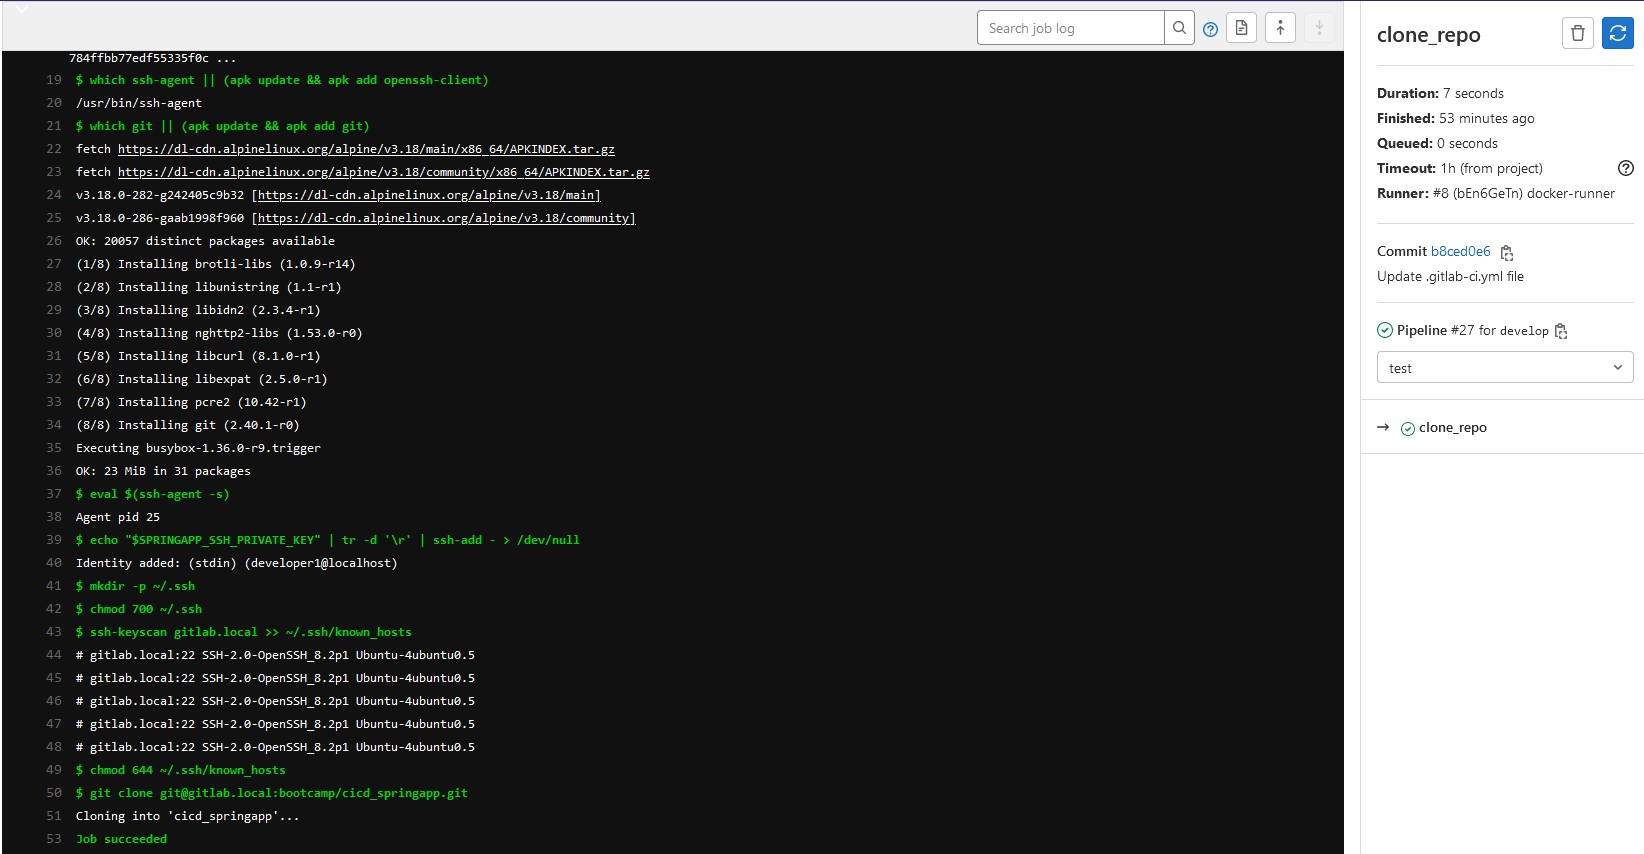 Search job log
784ffbb77edf55335f0c ...
19 $ which ssh-agent || (apk update && apk add openssh-client)
20 /usr/bin/ssh-agent
21 $ which git || (apk update && apk add git)
22 fetch https://dl-cdn.alpinelinux.org/alpine/v3.18/main/x86_64/APKINDEX.tar.gz
23 fetch https://dl-cdn.alpinelinux.org/alpine/v3.18/community/x86_64/APKINDEX.tar.gz
24 v3.18.0-282-g242405c9b32 [https://dl-cdn.alpinelinux.org/alpine/v3.18/main]
25 v3.18.0-286-gaab1998f960 [https://dl-cdn.alpinelinux.org/alpine/v3.18/community]
26 OK: 20057 distinct packages available
27 (1/8) Installing brotli-libs (1.0.9-r14)
28 (2/8) Installing libunistring (1.1-r1)
29 (3/8) Installing libidn2 (2.3.4-r1)
30 (4/8) Installing nghttp2-libs (1.53.0-r0)
31 (5/8) Installing libcurl (8.1.0-r1)
32 (6/8) Installing libexpat (2.5.0-r1)
33 (7/8) Installing pcre2 (10.42-r1)
34 (8/8) Installing git (2.40.1-r0)
35 Executing busybox-1.36.0-r9.trigger
36 OK: 23 MiB in 31 packages
37 $ eval $(ssh-agent -s)
38 Agent pid 25
39 $ echo "$SPRINGAPP_SSH_PRIVATE_KEY" | tr -d '\r' | ssh-add - > /dev/null
40 Identity added: (stdin) (developer1@localhost)
41 $ mkdir -p ~/.ssh
42 $ chmod 700 ~/.ssh
43 $ ssh-keyscan gitlab.local >> ~/.ssh/known_hosts
44 # gitlab.local:22 SSH-2.0-OpenSSH_8.2p1 Ubuntu-4ubuntu0.5
45 # gitlab.local:22 SSH-2.0-OpenSSH_8.2p1 Ubuntu-4ubuntu0.5
46 # gitlab.local:22 SSH-2.0-OpenSSH_8.2p1 Ubuntu-4ubuntu0.5
47 # gitlab.local:22 SSH-2.0-OpenSSH_8.2p1 Ubuntu-4ubuntu0.5
48 # gitlab.local:22 SSH-2.0-OpenSSH_8.2p1 Ubuntu-4ubuntu0.5
49 $ chmod 644 ~/.ssh/known_hosts
50 $ git clone git@gitlab.local:bootcamp/cicd_springapp.git
51 Cloning into 'cicd_springapp'...
53 Job succeeded
clone_repo
Duration: 7 seconds
Finished: 53 minutes ago
Queued: 0 seconds
Timeout: 1h (from project)
Runner: #8 (bEn6GeTn) docker-runner
Commit b8ced0e6
Update .gitlab-ci.yml file
Pipeline #27 for develop
test
→ clone_repo